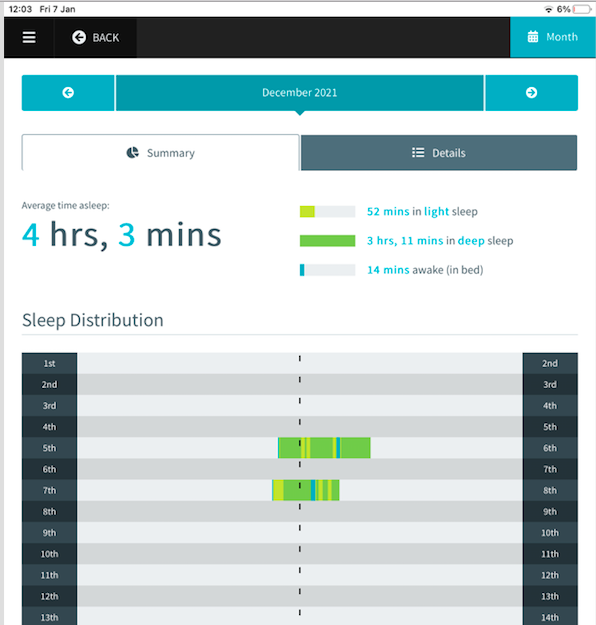 12:03 Fri 7 Jan 6%
BACK Month
December 2021
Summary Details
Average time asleep:
4 hrs, 3 mins
52 mins in light sleep
3 hrs, 11 mins in deep sleep
14 mins awake (in bed)
Sleep Distribution
1st 2nd
2nd 3rd
3rd 4th
4th 5th
5th 6th
6th 7th
7th 8th
8th 9th
9th 10th
10th 11th
11th 12th
12th 13th
13th 14th